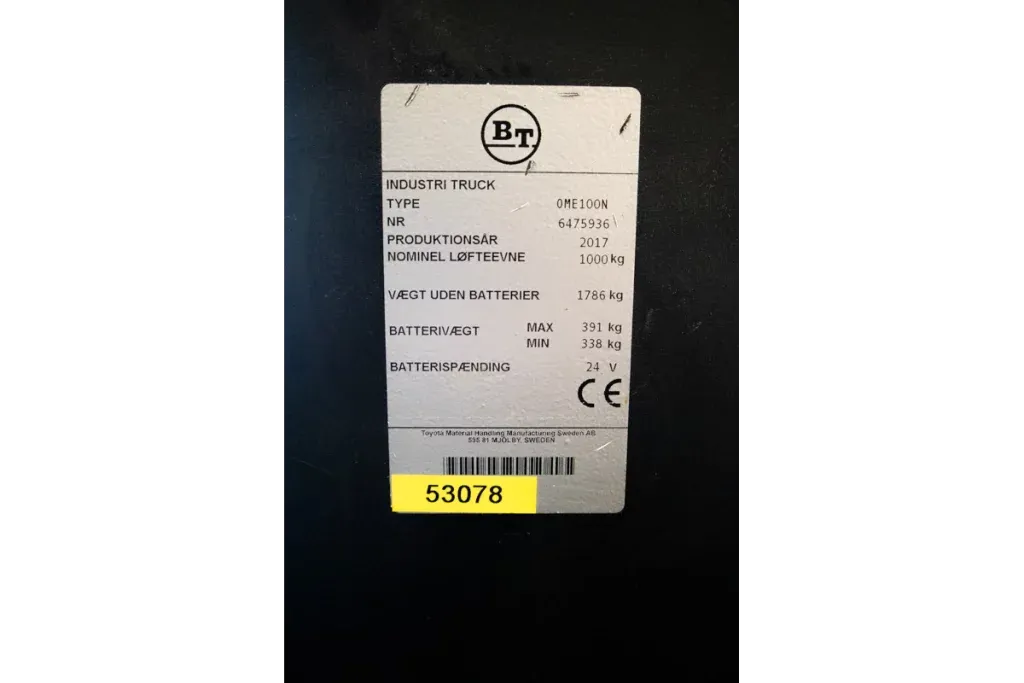 BT
INDUSTRI TRUCK
TYPE OME100N
NR 6475936
PRODUKTIONSÅR 2017
NOMINEL LØFTEEVNE 1000 kg
VÆGT UDEN BATTERIER 1786 kg
BATTERIVÆGT MAX 391 kg
MIN 338 kg
BATTERISPÆNDING 24 V
CE
Toyota Material Handling Manufacturing Sweden AB
595 81 MJÖLBY, SWEDEN
53078